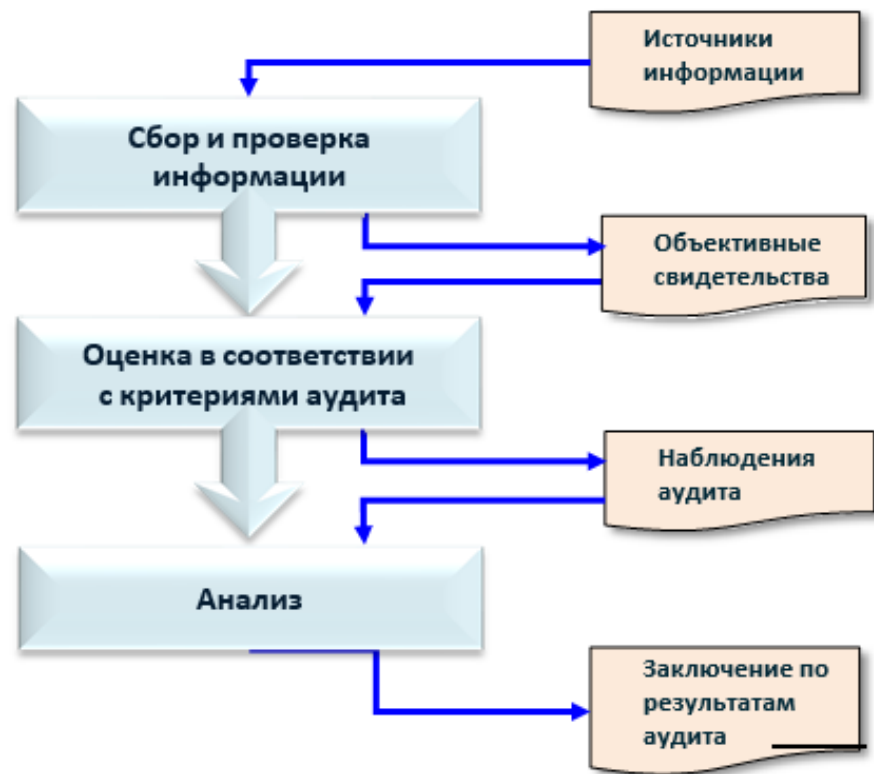 Источники
информации
Сбор и проверка
информации
Объективные
свидетельства
Оценка в соответствии
с критериями аудита
Наблюдения
аудита
Анализ
Заключение по
результатам
аудита